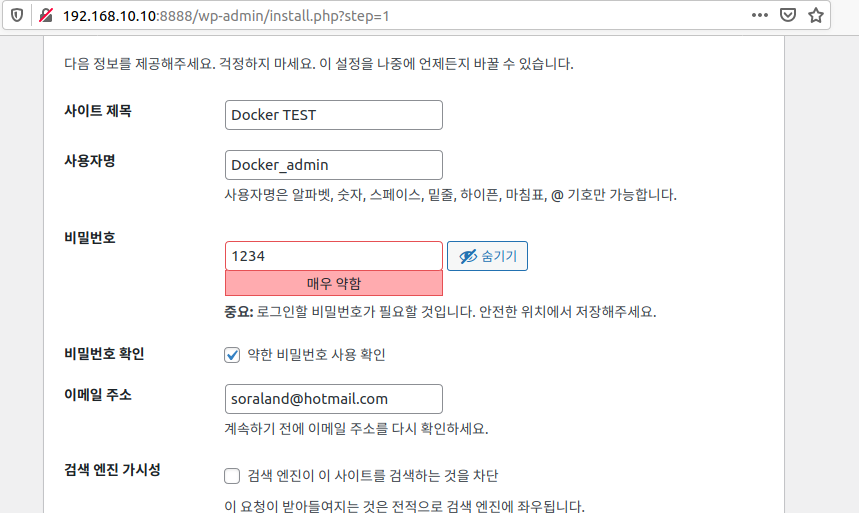 192.168.10.10:8888/wp-admin/install.php?step=1
다음 정보를 제공해주세요. 걱정하지 마세요. 이 설정을 나중에 언제든지 바꿀 수 있습니다.
사이트 제목
Docker TEST
사용자명
Docker_admin
사용자명은 알파벳, 숫자, 스페이스, 밑줄, 하이픈, 마침표, @ 기호만 가능합니다.
비밀번호
1234
숨기기
매우 약함
중요: 로그인할 비밀번호가 필요할 것입니다. 안전한 위치에서 저장해주세요.
비밀번호 확인
약한 비밀번호 사용 확인
이메일 주소
soraland@hotmail.com
계속하기 전에 이메일 주소를 다시 확인하세요.
검색 엔진 가시성
검색 엔진이 이 사이트를 검색하는 것을 차단
이 요청이 받아들여지는 것은 전적으로 검색 엔진에 좌우됩니다.